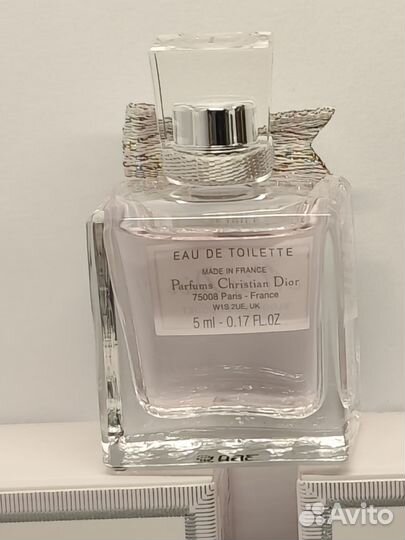 EAU DE TOILETTE
MADE IN FRANCE
Parfums Christian Dior
75008 Paris - France
W1S 2UE, UK
5 ml - 0.17 FL.OZ
Avito